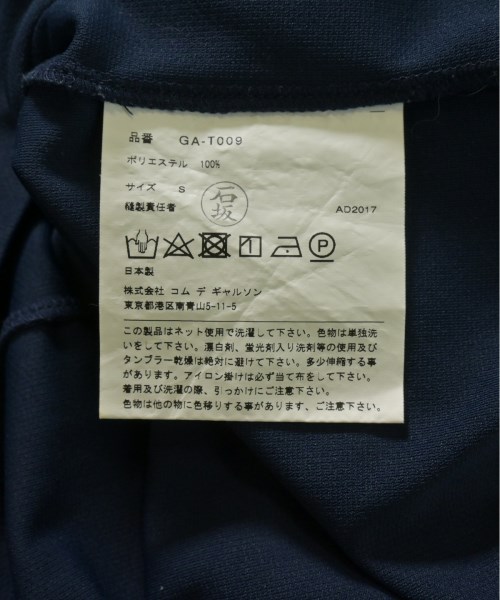 品番 GA-T009
ポリエステル 100%
サイズ S
石坂
縫製責任者 AD2017
日本製
株式会社 コム デ ギャルソン
東京都港区南青山5-11-5
この製品はネット使用で洗濯して下さい。色物は単独洗
いをして下さい。漂白剤、蛍光剤入り洗剤等の使用及び
タンブラー乾燥は絶対に避けて下さい。多少伸縮する事
があります。アイロン掛けは必ず当て布をして下さい。
着用及び洗濯の際、引っかけにご注意下さい。
色物は他の物に色移りする事があります、ご注意下さい。